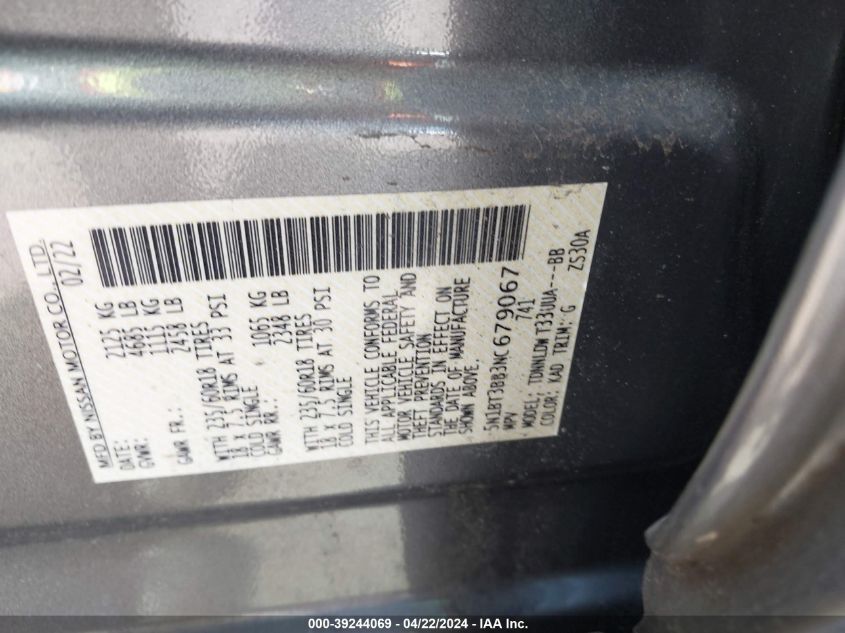 MFD BY NISSAN MOTOR CO., LTD.
DATE: 02/22
GVWR: 2125 KG
4685 LB
GAWR FR.: 1115 KG
2458 LB
WITH 235/60R18 TIRES
18 X 7.5 RIMS AT 33 PSI
COLD SINGLE
GAWR RR.: 1065 KG
2348 LB
WITH 235/60R18 TIRES
18 X 7.5 RIMS AT 30 PSI
COLD SINGLE
THIS VEHICLE CONFORMS TO
ALL APPLICABLE FEDERAL
MOTOR VEHICLE SAFETY AND
THEFT PREVENTION
STANDARDS IN EFFECT ON
THE DATE OF MANUFACTURE
SHOWN ABOVE.
5N1BT3BB3NC679067
MPV 741
MODEL: TDNNLJDW T33UUA---BB
COLOR: KAD TRIM: G ZS30A
000-39244069 - 04/22/2024 - IAA Inc.